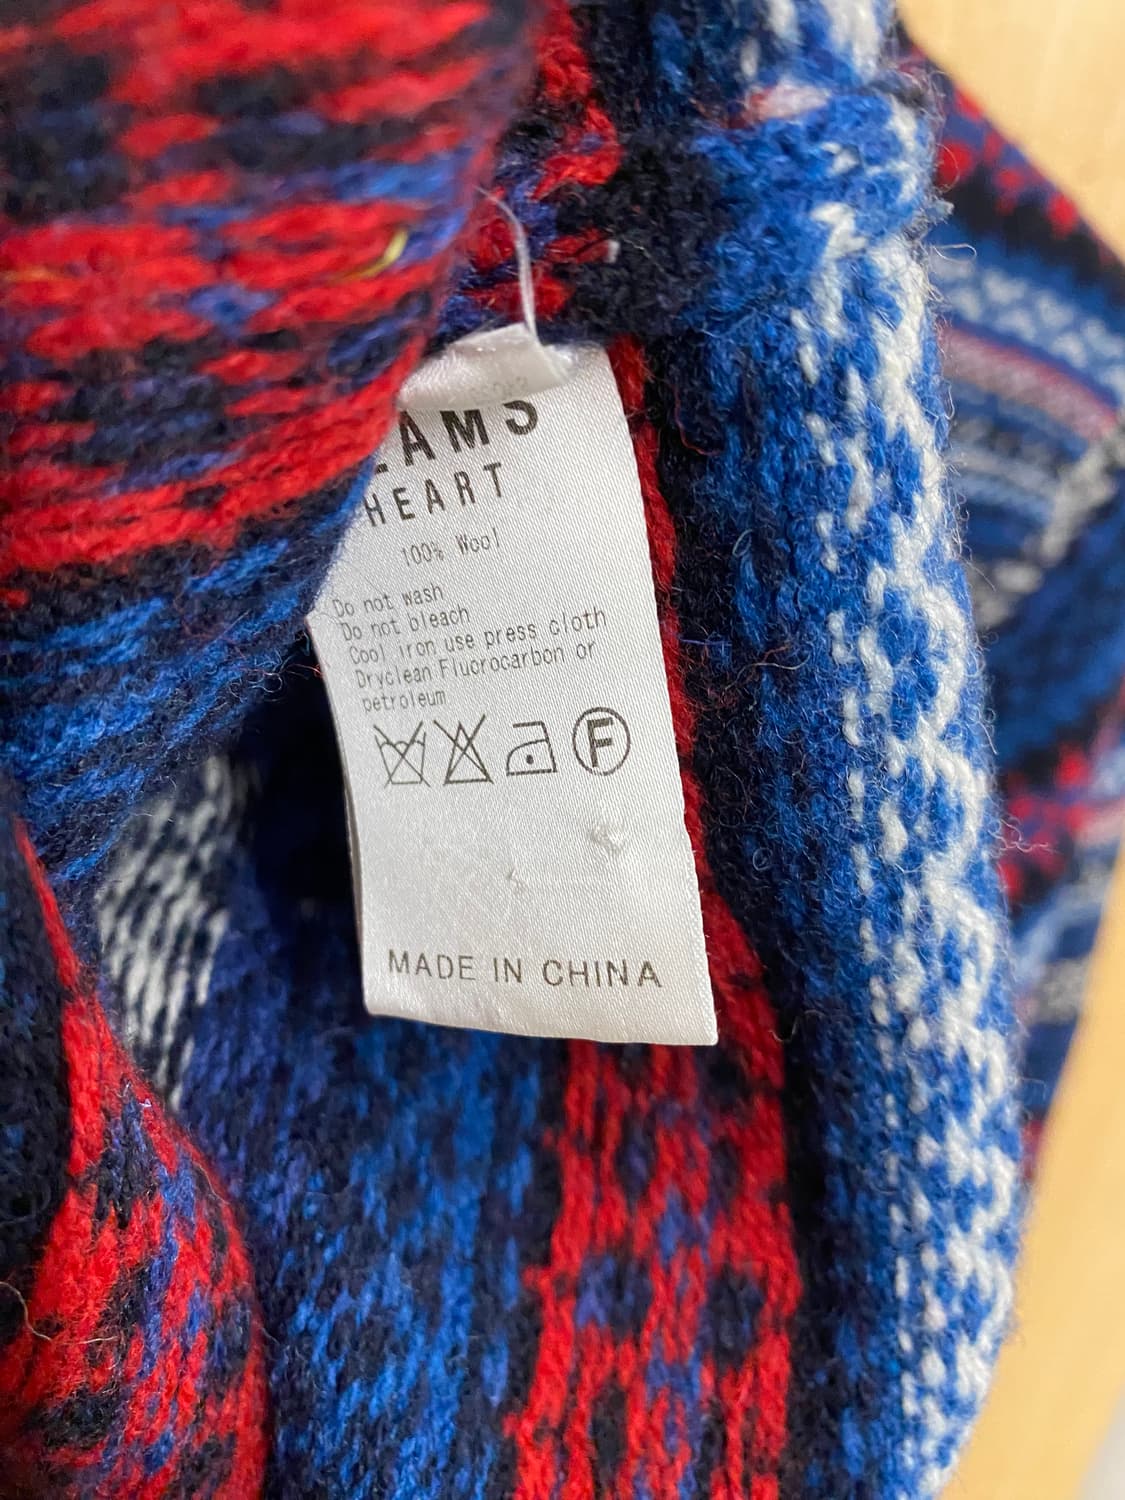 EAMS
HEART
100% Wool
Do not wash
Do not bleach
Cool iron use press cloth
Dryclean Fluorocarbon or
petroleum
F
MADE IN CHINA